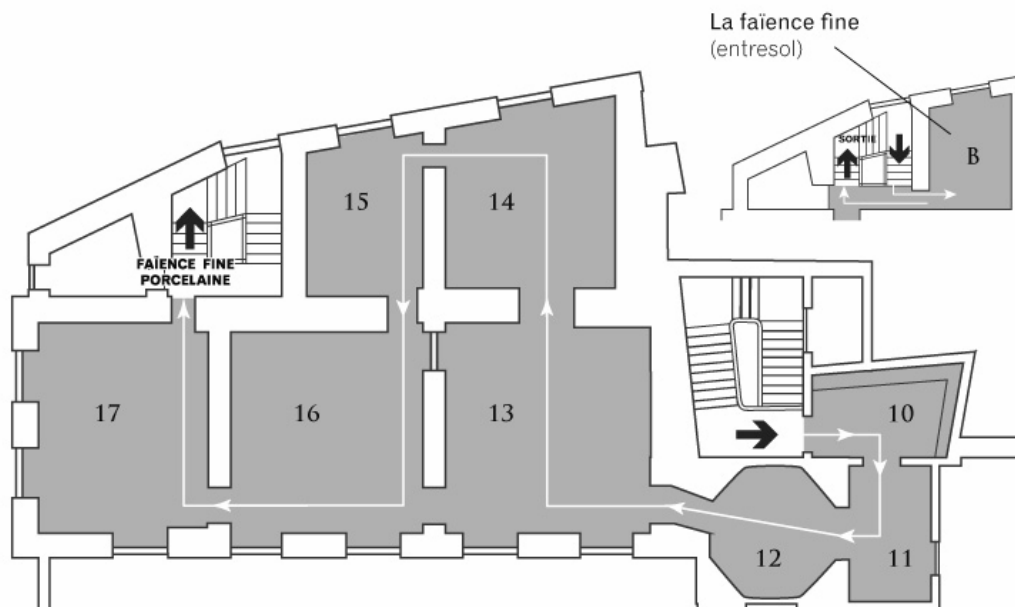 La faïence fine
(entresol)
SORTIE
B
15
14
FAÏENCE FINE
PORCELAINE
17
16
13
10
12
11